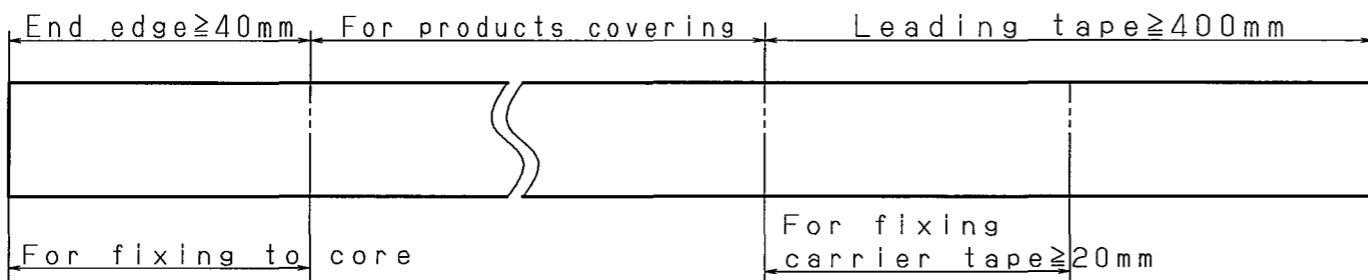 End edge≧40mm
For products covering
Leading tape≧400mm
For fixing to core
For fixing
carrier tape≧20mm